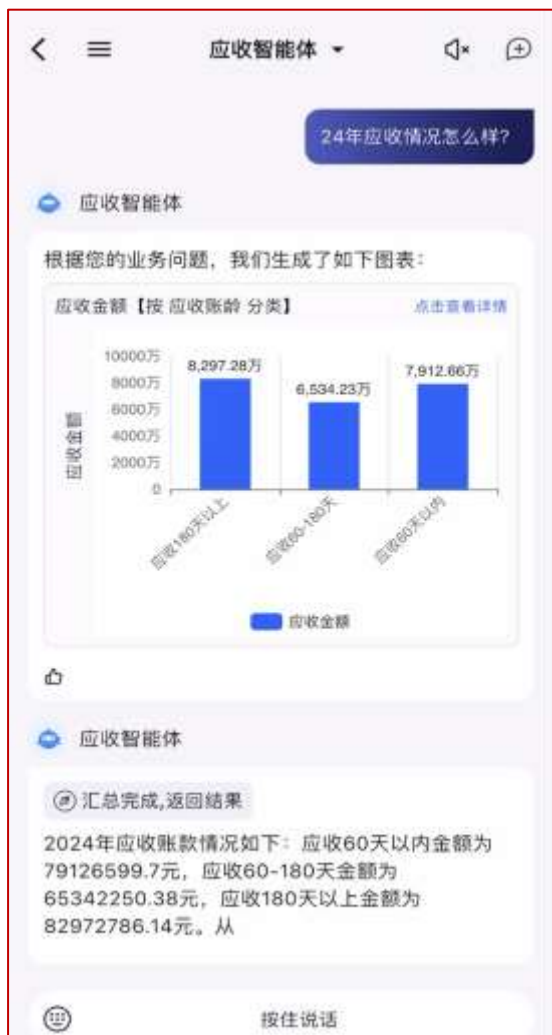 应收智能体
24年应收情况怎么样?
应收智能体
根据您的业务问题，我们生成了如下图表：
应收金额【按 应收账龄 分类】
点击查看详情
10000万
8000万
6000万
4000万
2000万
0
应收金额
8,297.28万
6,534.23万
7,912.66万
应收180天以上
应收60-180天
应收60天以内
应收金额
应收智能体
汇总完成,返回结果
2024年应收账款情况如下：应收60天以内金额为
79126599.7元，应收60-180天金额为
65342250.38元，应收180天以上金额为
82972786.14元。从
按住说话